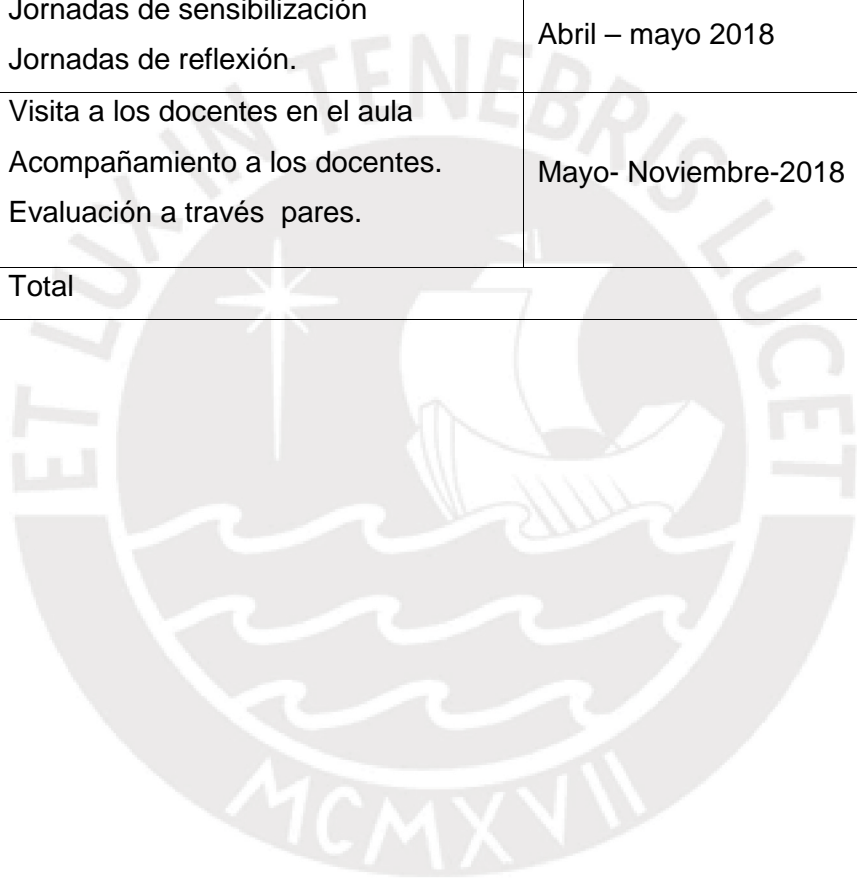 Jornadas de sensibilización
Jornadas de reflexión.
Abril – mayo 2018
Visita a los docentes en el aula
Acompañamiento a los docentes.
Evaluación a través  pares.
Mayo- Noviembre-2018
Total
ET LUX IN TENEBRIS LUCET
MCMXVII